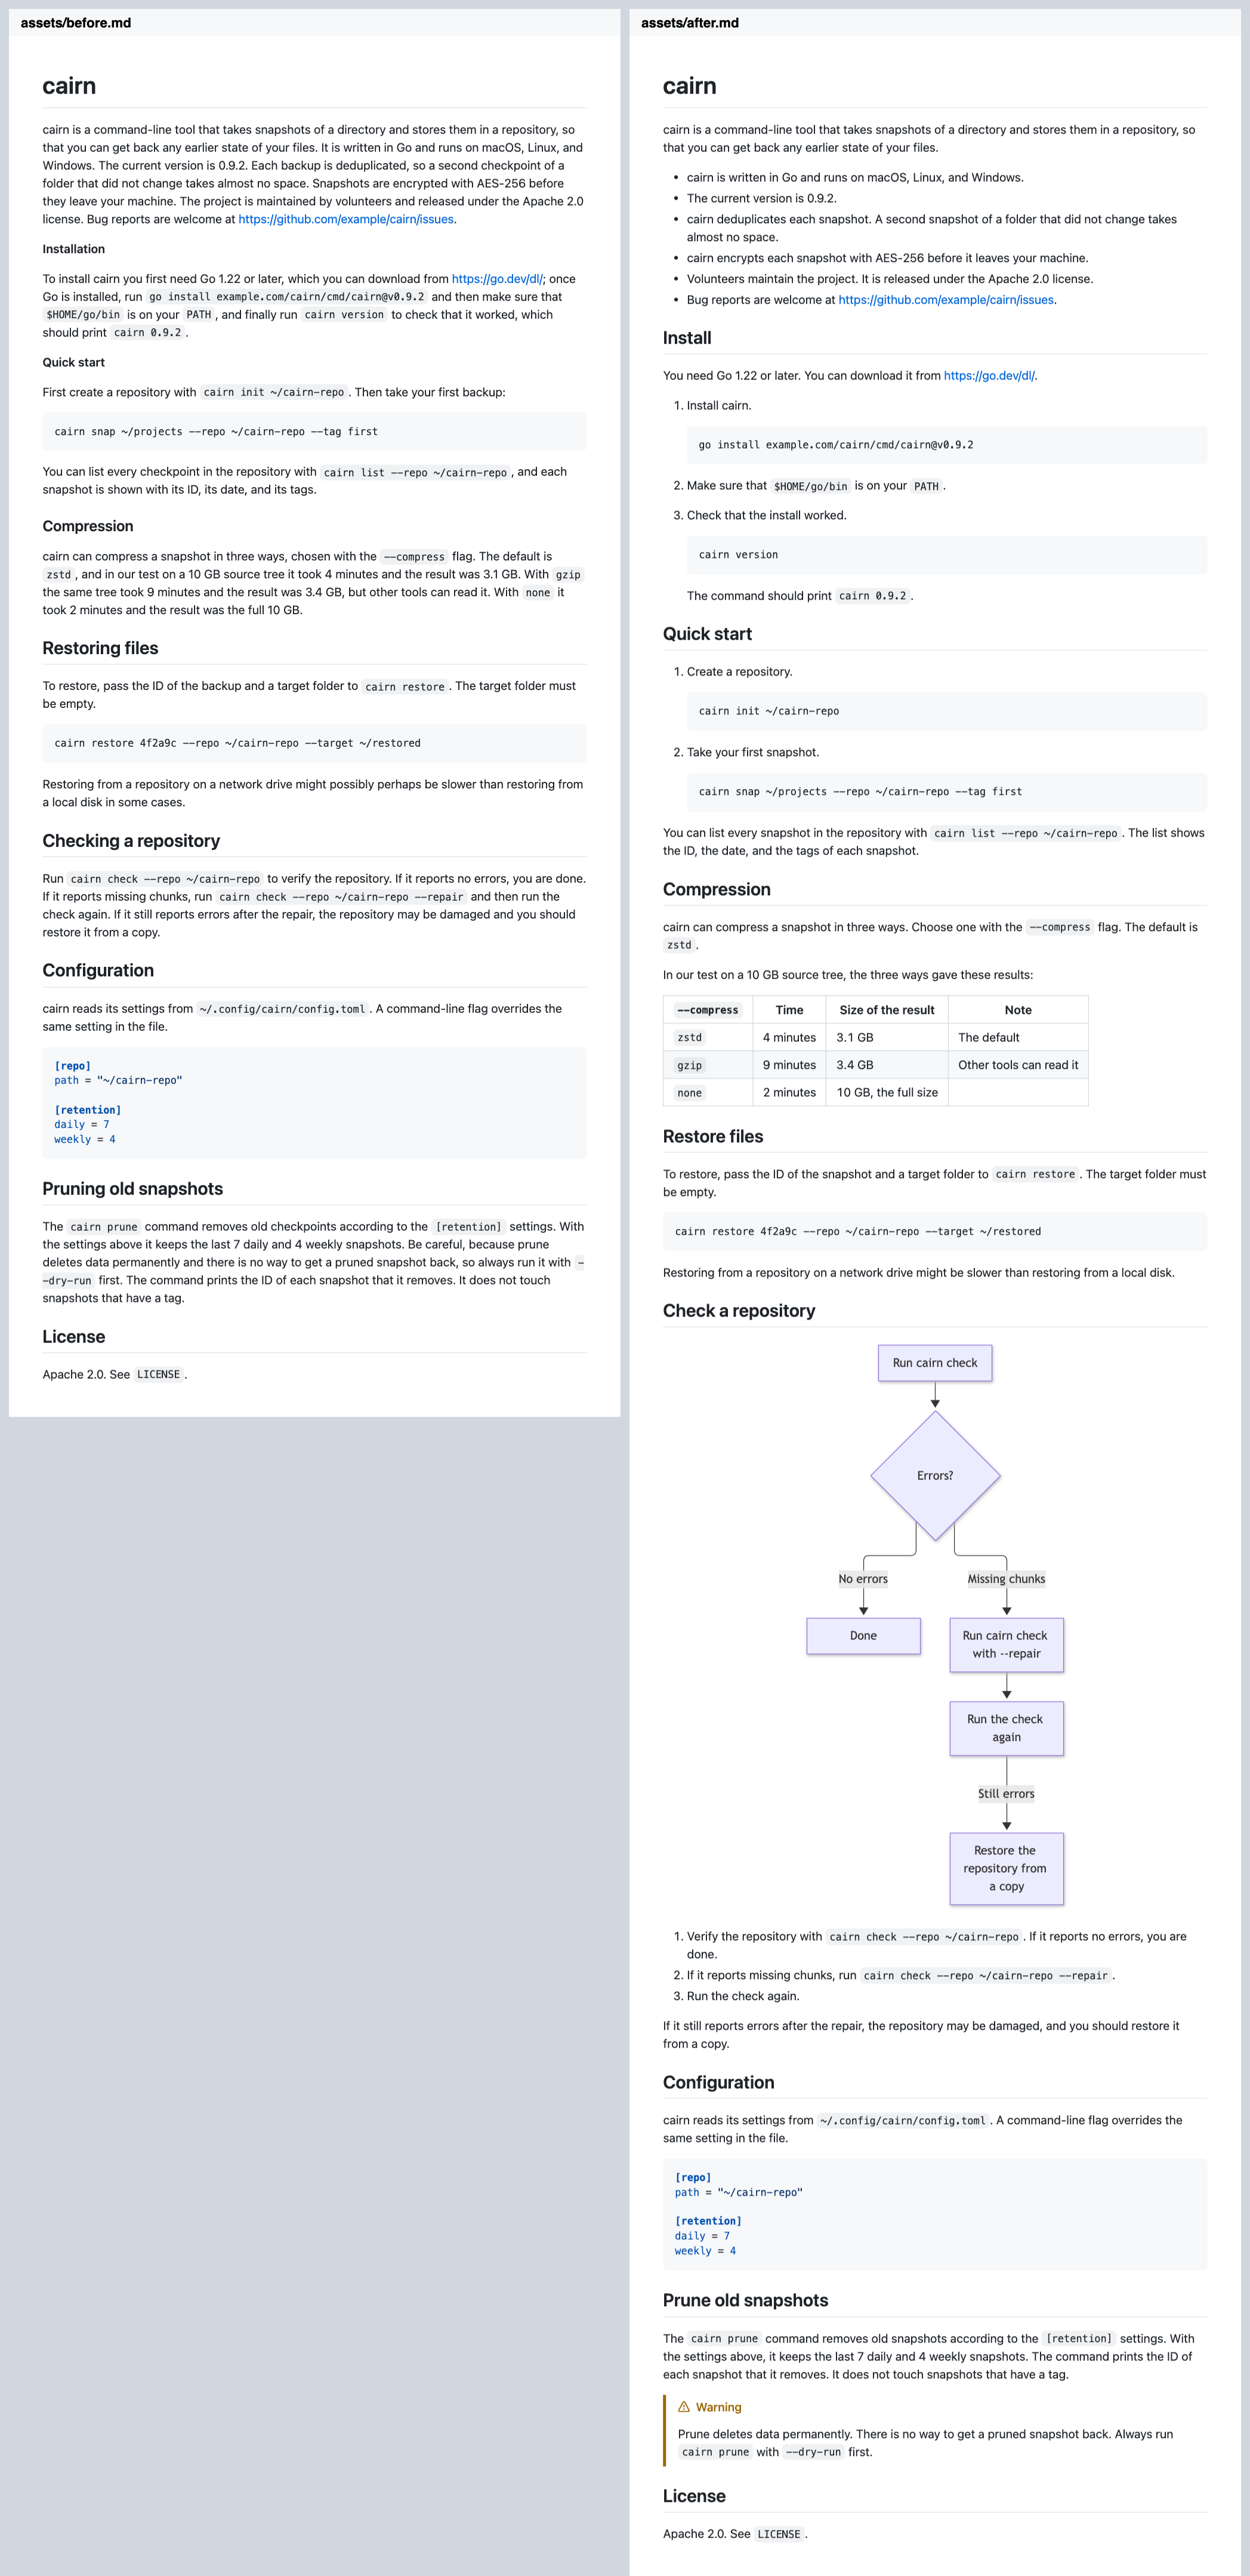 assets/before.md
cairn
cairn is a command-line tool that takes snapshots of a directory and stores them in a repository, so
that you can get back any earlier state of your files. It is written in Go and runs on macOS, Linux, and
Windows. The current version is 0.9.2. Each backup is deduplicated, so a second checkpoint of a
folder that did not change takes almost no space. Snapshots are encrypted with AES-256 before
they leave your machine. The project is maintained by volunteers and released under the Apache 2.0
license. Bug reports are welcome at https://github.com/example/cairn/issues.
Installation
To install cairn you first need Go 1.22 or later, which you can download from https://go.dev/dl/; once
Go is installed, run go install example.com/cairn/cmd/cairn@v0.9.2 and then make sure that
$HOME/go/bin is on your PATH , and finally run cairn version to check that it worked, which
should print cairn 0.9.2 .
Quick start
First create a repository with cairn init ~/cairn-repo . Then take your first backup:
cairn snap ~/projects --repo ~/cairn-repo --tag first
You can list every checkpoint in the repository with cairn list --repo ~/cairn-repo , and each
snapshot is shown with its ID, its date, and its tags.
Compression
cairn can compress a snapshot in three ways, chosen with the --compress flag. The default is
zstd , and in our test on a 10 GB source tree it took 4 minutes and the result was 3.1 GB. With gzip
the same tree took 9 minutes and the result was 3.4 GB, but other tools can read it. With none it
took 2 minutes and the result was the full 10 GB.
Restoring files
To restore, pass the ID of the backup and a target folder to cairn restore . The target folder must
be empty.
cairn restore 4f2a9c --repo ~/cairn-repo --target ~/restored
Restoring from a repository on a network drive might possibly perhaps be slower than restoring from
a local disk in some cases.
Checking a repository
Run cairn check --repo ~/cairn-repo to verify the repository. If it reports no errors, you are done.
If it reports missing chunks, run cairn check --repo ~/cairn-repo --repair and then run the
check again. If it still reports errors after the repair, the repository may be damaged and you should
restore it from a copy.
Configuration
cairn reads its settings from ~/.config/cairn/config.toml . A command-line flag overrides the
same setting in the file.
[repo]
path = "~/cairn-repo"
[retention]
daily = 7
weekly = 4
Pruning old snapshots
The cairn prune command removes old checkpoints according to the [retention] settings. With
the settings above it keeps the last 7 daily and 4 weekly snapshots. Be careful, because prune
deletes data permanently and there is no way to get a pruned snapshot back, so always run it with -
-dry-run first. The command prints the ID of each snapshot that it removes. It does not touch
snapshots that have a tag.
License
Apache 2.0. See LICENSE .
assets/after.md
cairn
cairn is a command-line tool that takes snapshots of a directory and stores them in a repository, so
that you can get back any earlier state of your files.
• cairn is written in Go and runs on macOS, Linux, and Windows.
• The current version is 0.9.2.
• cairn deduplicates each snapshot. A second snapshot of a folder that did not change takes
almost no space.
• cairn encrypts each snapshot with AES-256 before it leaves your machine.
• Volunteers maintain the project. It is released under the Apache 2.0 license.
• Bug reports are welcome at https://github.com/example/cairn/issues.
Install
You need Go 1.22 or later. You can download it from https://go.dev/dl/.
1. Install cairn.
go install example.com/cairn/cmd/cairn@v0.9.2
2. Make sure that $HOME/go/bin is on your PATH .
3. Check that the install worked.
cairn version
The command should print cairn 0.9.2 .
Quick start
1. Create a repository.
cairn init ~/cairn-repo
2. Take your first snapshot.
cairn snap ~/projects --repo ~/cairn-repo --tag first
You can list every snapshot in the repository with cairn list --repo ~/cairn-repo . The list shows
the ID, the date, and the tags of each snapshot.
Compression
cairn can compress a snapshot in three ways. Choose one with the --compress flag. The default is
zstd .
In our test on a 10 GB source tree, the three ways gave these results:
--compress Time Size of the result Note
zstd 4 minutes 3.1 GB The default
gzip 9 minutes 3.4 GB Other tools can read it
none 2 minutes 10 GB, the full size
Restore files
To restore, pass the ID of the snapshot and a target folder to cairn restore . The target folder must
be empty.
cairn restore 4f2a9c --repo ~/cairn-repo --target ~/restored
Restoring from a repository on a network drive might be slower than restoring from a local disk.
Check a repository
Run cairn check
Errors?
No errors
Missing chunks
Done
Run cairn check
with --repair
Run the check
again
Still errors
Restore the
repository from
a copy
1. Verify the repository with cairn check --repo ~/cairn-repo . If it reports no errors, you are
done.
2. If it reports missing chunks, run cairn check --repo ~/cairn-repo --repair .
3. Run the check again.
If it still reports errors after the repair, the repository may be damaged, and you should restore it
from a copy.
Configuration
cairn reads its settings from ~/.config/cairn/config.toml . A command-line flag overrides the
same setting in the file.
[repo]
path = "~/cairn-repo"
[retention]
daily = 7
weekly = 4
Prune old snapshots
The cairn prune command removes old snapshots according to the [retention] settings. With
the settings above, it keeps the last 7 daily and 4 weekly snapshots. The command prints the ID of
each snapshot that it removes. It does not touch snapshots that have a tag.
Warning
Prune deletes data permanently. There is no way to get a pruned snapshot back. Always run
cairn prune with --dry-run first.
License
Apache 2.0. See LICENSE .